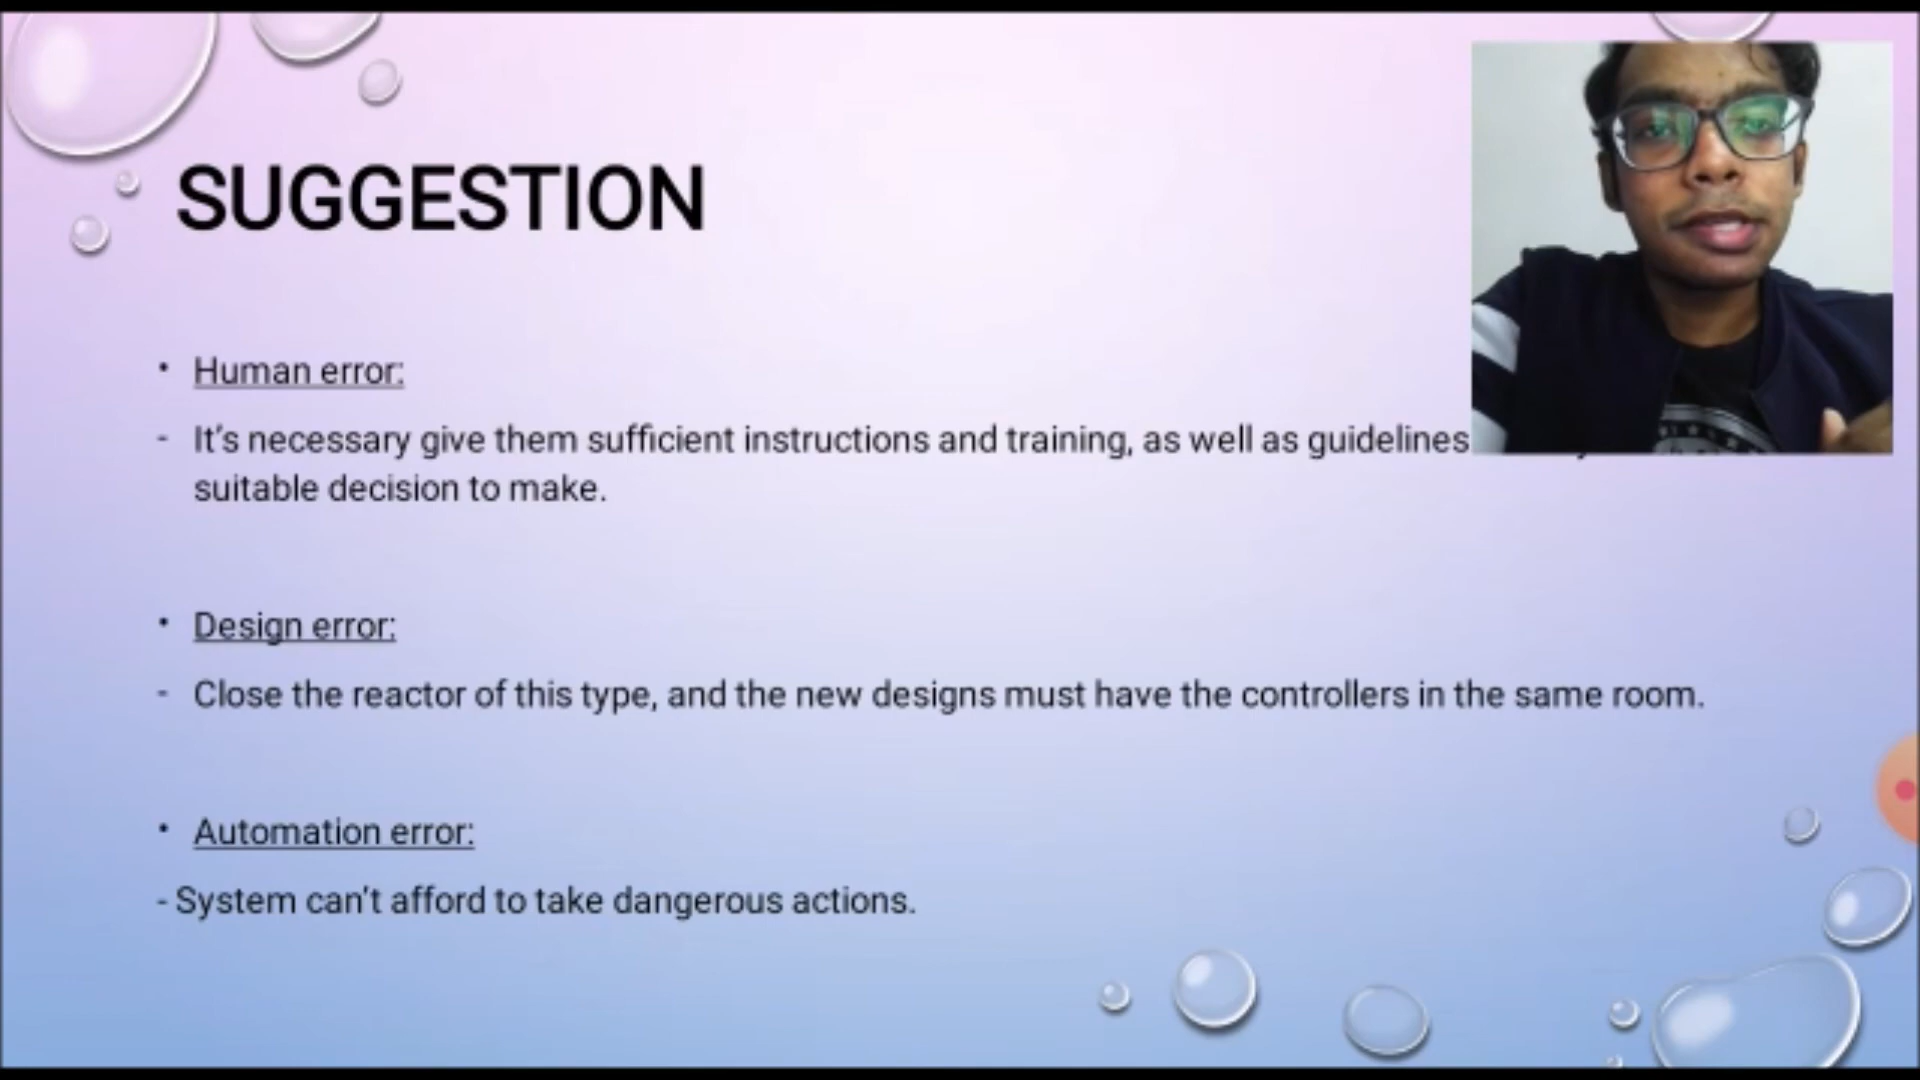 SUGGESTION
• Human error:
- It's necessary give them sufficient instructions and training, as well as guidelines
suitable decision to make.
• Design error:
- Close the reactor of this type, and the new designs must have the controllers in the same room.
• Automation error:
- System can't afford to take dangerous actions.